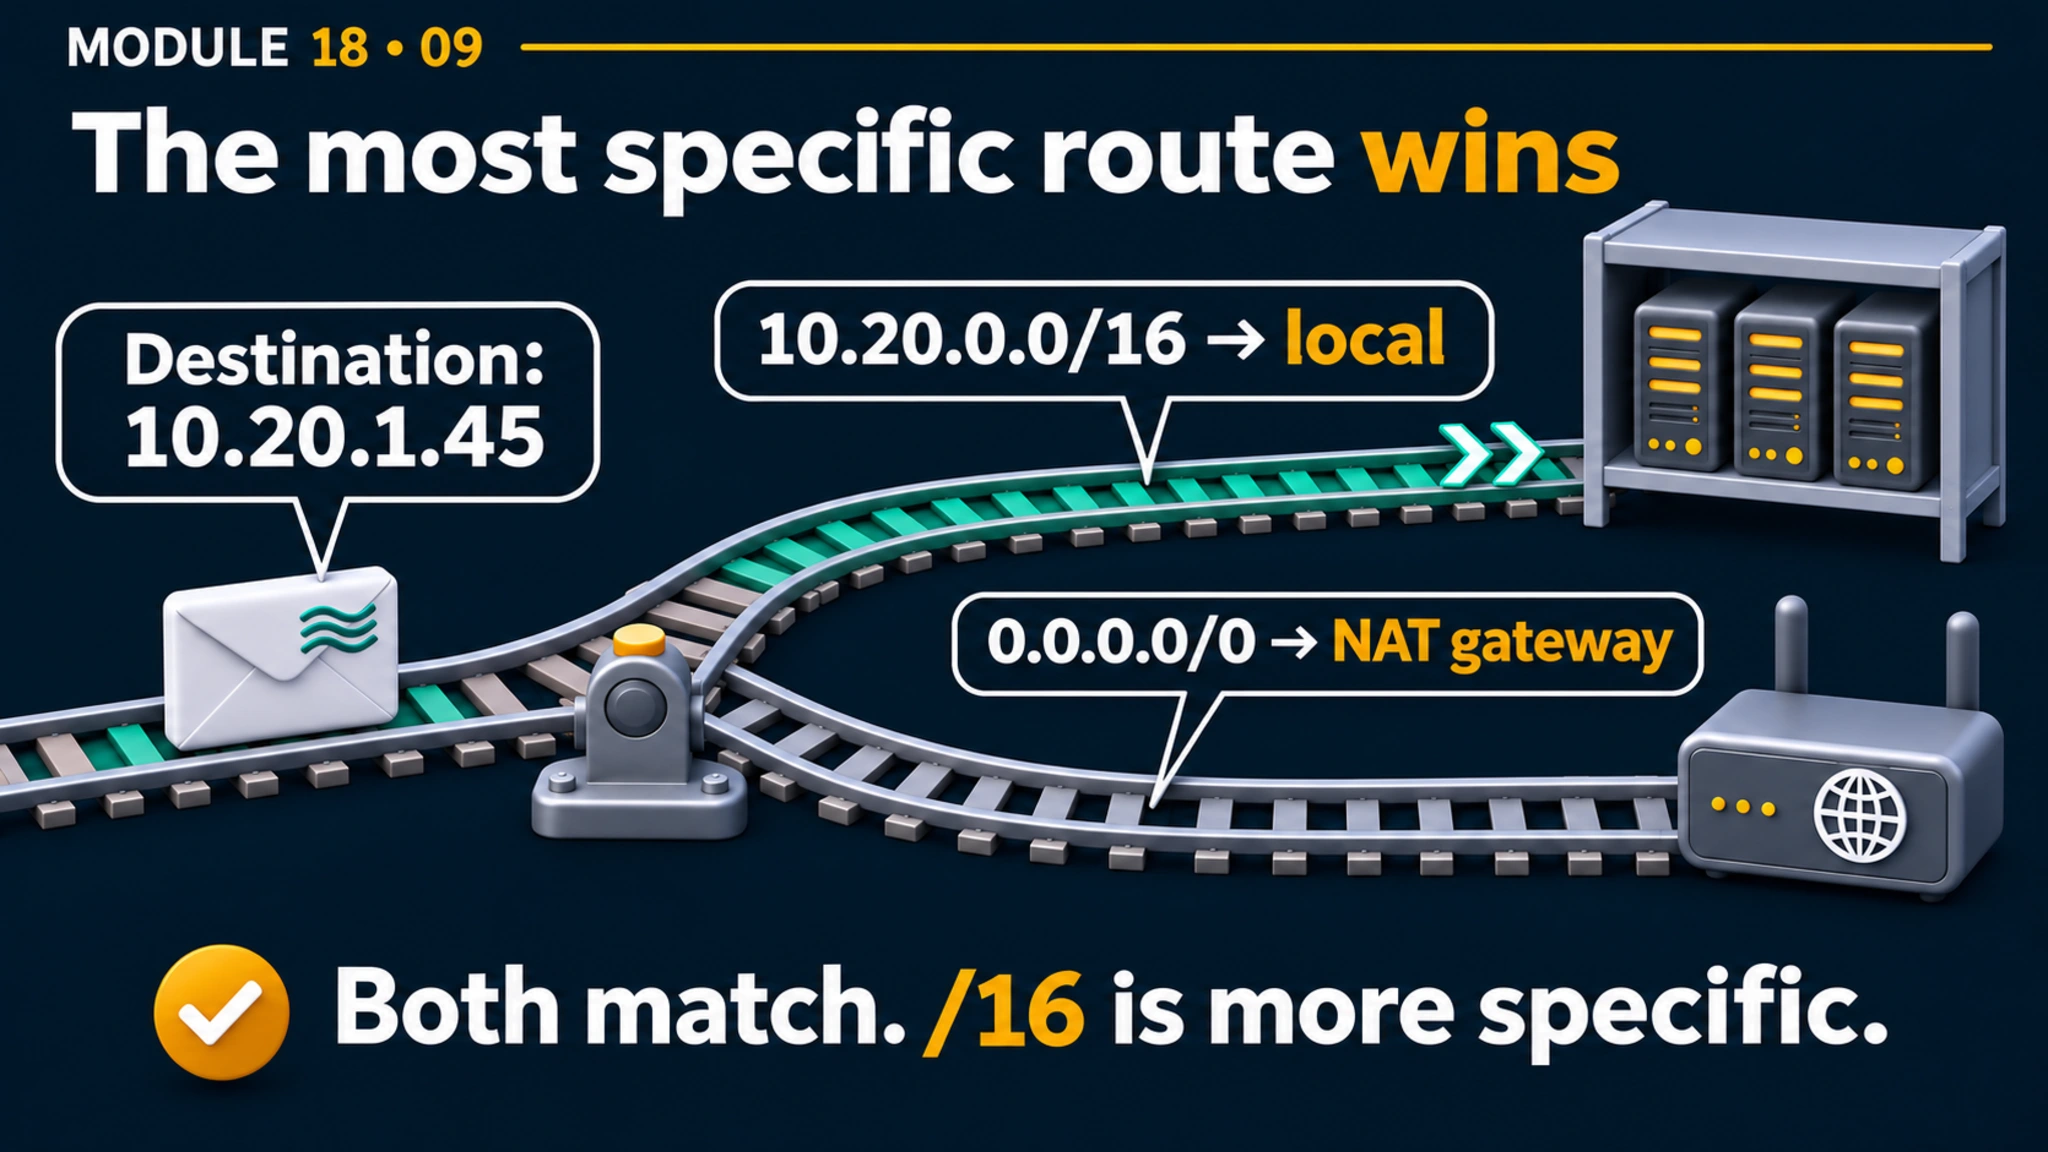 MODULE 18 • 09
The most specific route wins
Destination:
10.20.1.45
10.20.0.0/16 → local
0.0.0.0/0 → NAT gateway
Both match. /16 is more specific.